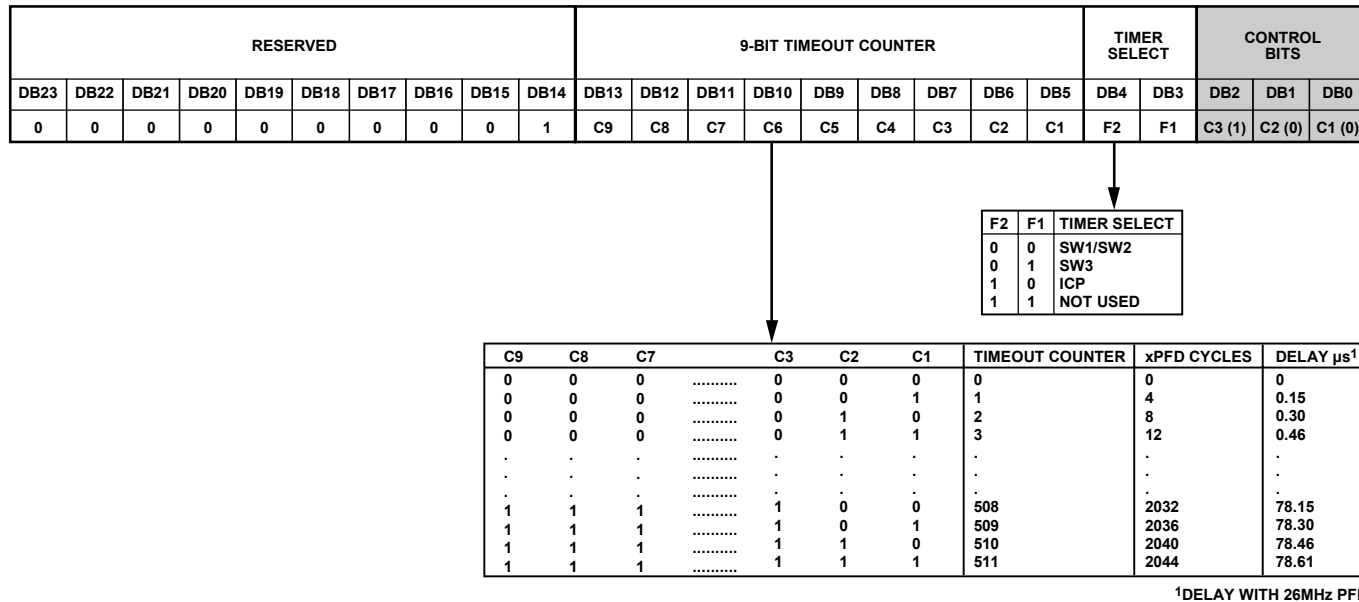 RESERVED 9-BIT TIMEOUT COUNTER TIMER SELECT CONTROL BITS
DB23 DB22 DB21 DB20 DB19 DB18 DB17 DB16 DB15 DB14 DB13 DB12 DB11 DB10 DB9 DB8 DB7 DB6 DB5 DB4 DB3 DB2 DB1 DB0
0 0 0 0 0 0 0 0 0 1 C9 C8 C7 C6 C5 C4 C3 C2 C1 F2 F1 C3 (1) C2 (0) C1 (0)
F2 F1 TIMER SELECT
0 0 SW1/SW2
0 1 SW3
1 0 ICP
1 1 NOT USED
C9 C8 C7 C3 C2 C1 TIMEOUT COUNTER xPFD CYCLES DELAY µs1
0 0 0 .......... 0 0 0 0 0 0
0 0 0 .......... 0 0 1 1 4 0.15
0 0 0 .......... 0 1 0 2 8 0.30
0 0 0 .......... 0 1 1 3 12 0.46
. . . .......... . . . . . .
. . . .......... . . . . . .
. . . .......... . . . . . .
1 1 1 .......... 1 0 0 508 2032 78.15
1 1 1 .......... 1 0 1 509 2036 78.30
1 1 1 .......... 1 1 0 510 2040 78.46
1 1 1 .......... 1 1 1 511 2044 78.61
1DELAY WITH 26MHz